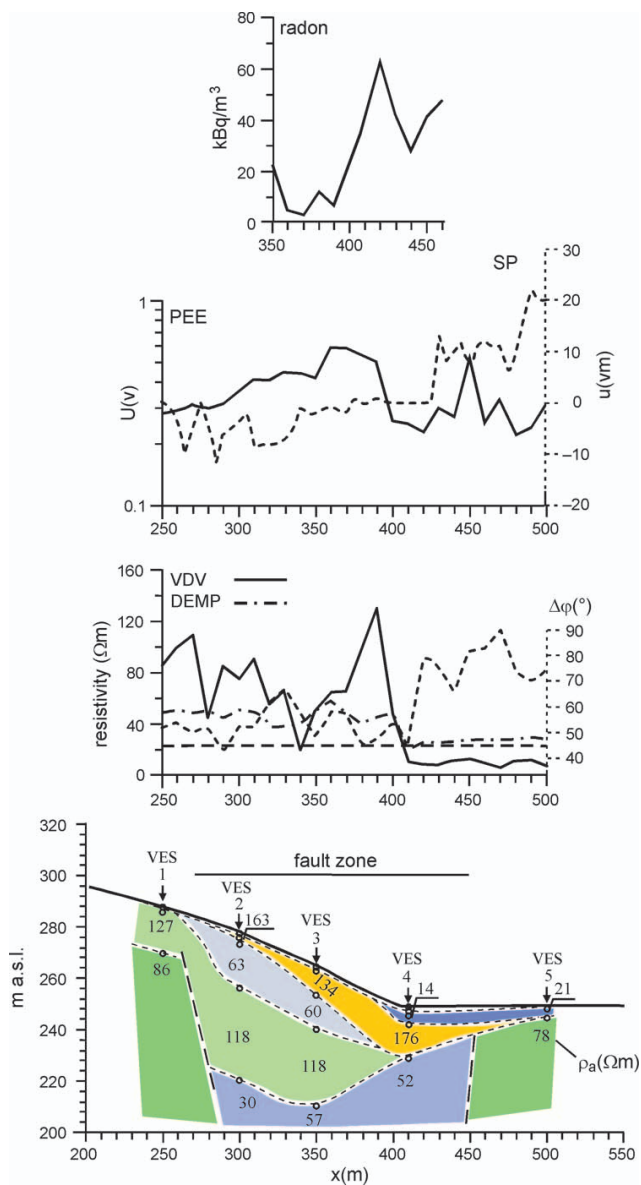 radon
kBq/m³
80
60
40
20
0
350 400 450
SP
PEE
U(v)
1
0.1
30
20
10
0
−10
−20
u(vm)
250 300 350 400 450 500
VDV
DEMP
resistivity (Ωm)
160
120
80
40
0
Δφ(°)
90
80
70
60
50
40
250 300 350 400 450 500
m a.s.l.
320
300
280
260
240
220
200
fault zone
VES 1
VES 2
VES 3
VES 4
VES 5
163
14
21
127
86
63
134
60
118
118
176
78
52
30
57
ρa(Ωm)
200 250 300 350 400 450 500 550
x(m)